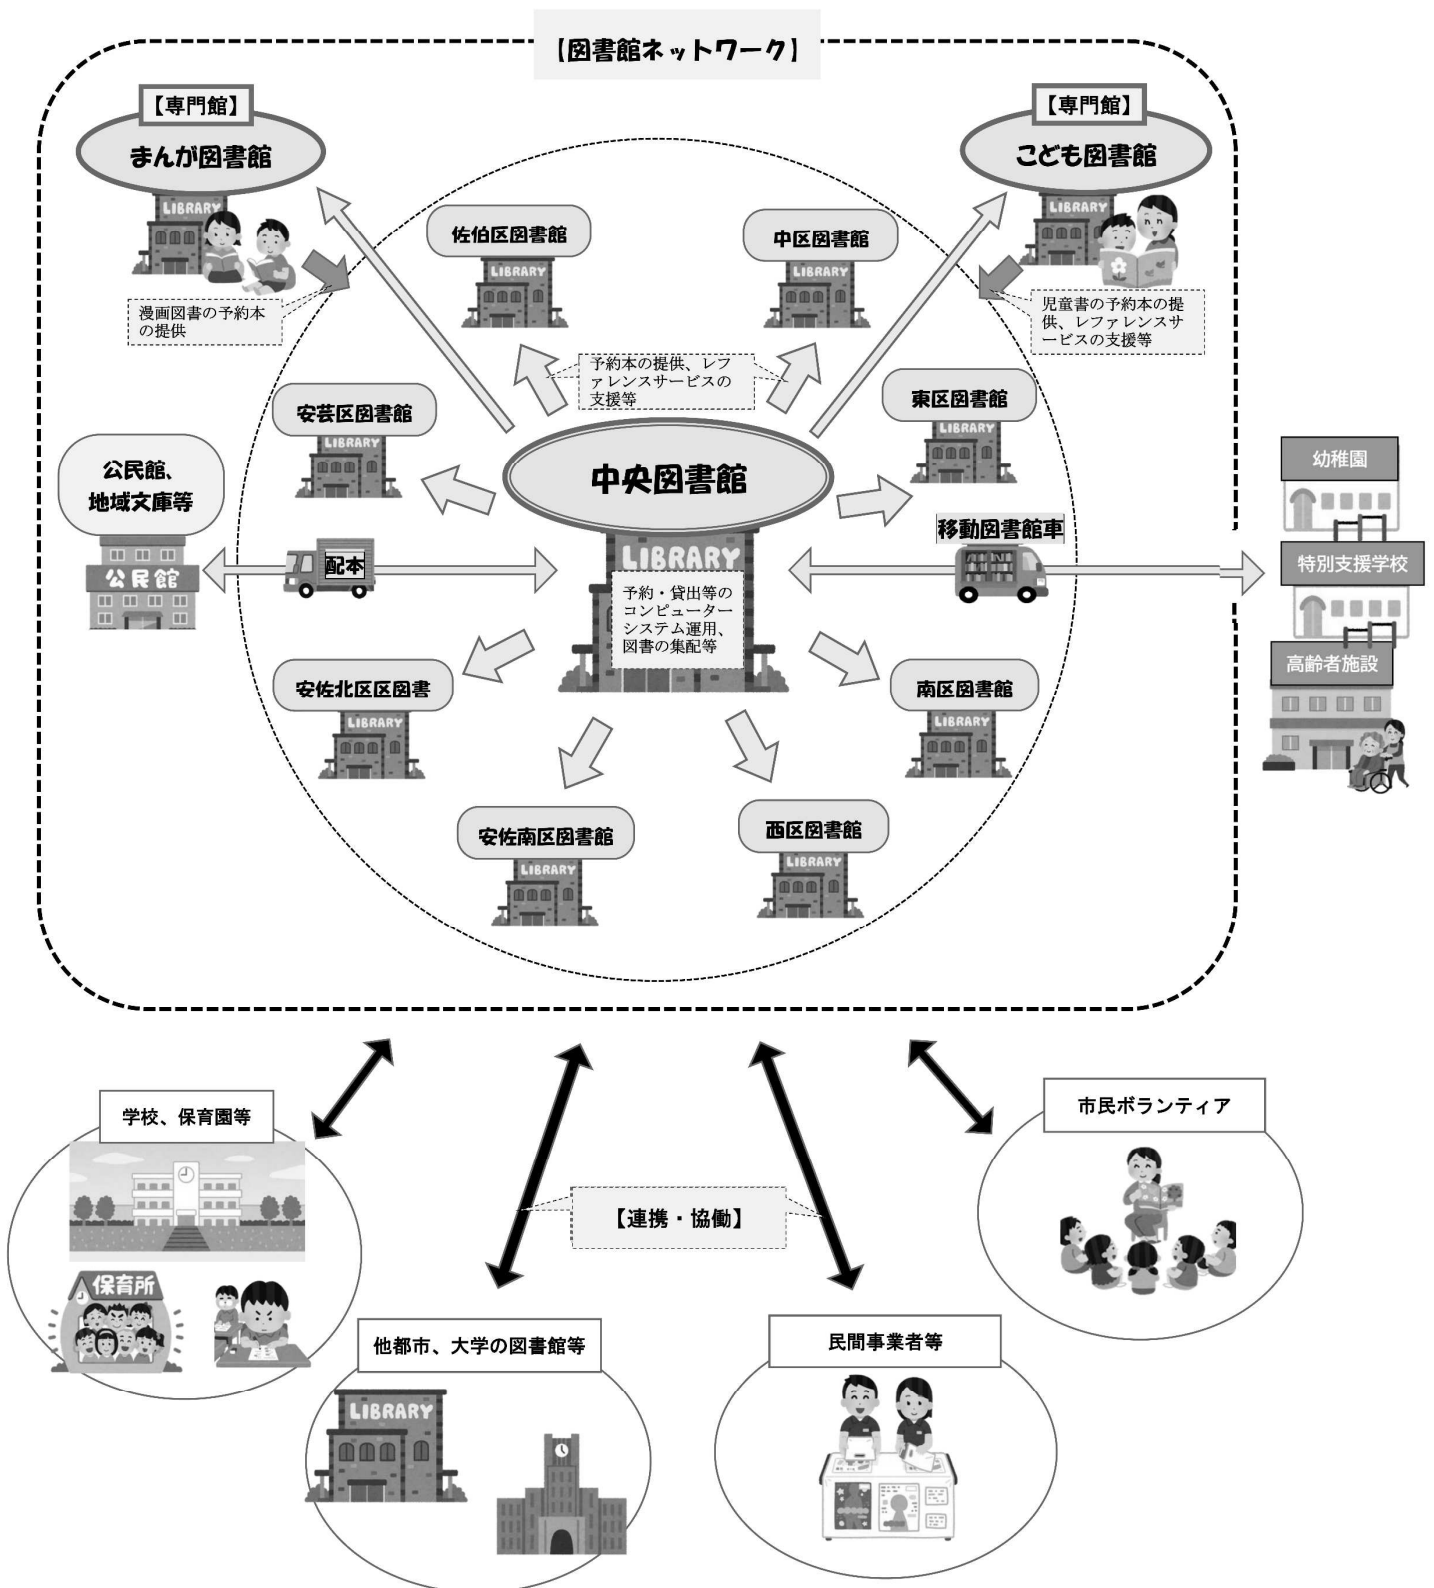 【図書館ネットワーク】
【専門館】
まんが図書館
LIBRARY
漫画図書の予約本
の提供
【専門館】
こども図書館
LIBRARY
児童書の予約本の提
供、レファレンスサ
ービスの支援等
佐伯区図書館
LIBRARY
中区図書館
LIBRARY
予約本の提供、レフ
ァレンスサービスの
支援等
安芸区図書館
LIBRARY
東区図書館
LIBRARY
公民館、
地域文庫等
公民館
配本
中央図書館
LIBRARY
予約・貸出等の
コンピューター
システム運用、
図書の集配等
移動図書館車
幼稚園
特別支援学校
高齢者施設
安佐北区区図書
LIBRARY
南区図書館
LIBRARY
安佐南区図書館
LIBRARY
西区図書館
LIBRARY
学校、保育園等
保育所
【連携・協働】
市民ボランティア
他都市、大学の図書館等
LIBRARY
民間事業者等